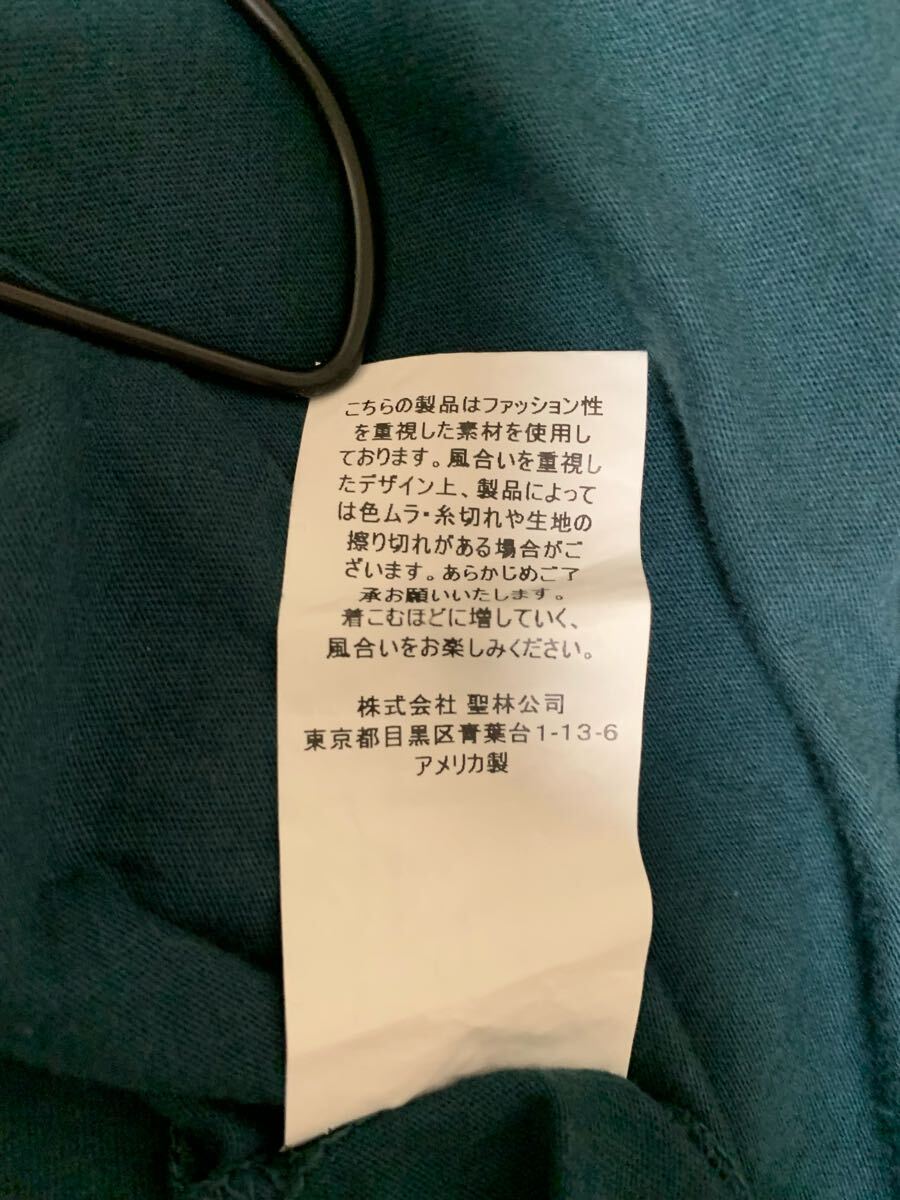 こちらの製品はファッション性
を重視した素材を使用し
ております。風合いを重視し
たデザイン上、製品によって
は色ムラ・糸切れや生地の
擦り切れがある場合がご
ざいます。あらかじめご了
承お願いいたします。
着こむほどに増していく、
風合いをお楽しみください。
株式会社 聖林公司
東京都目黒区青葉台1-13-6
アメリカ製